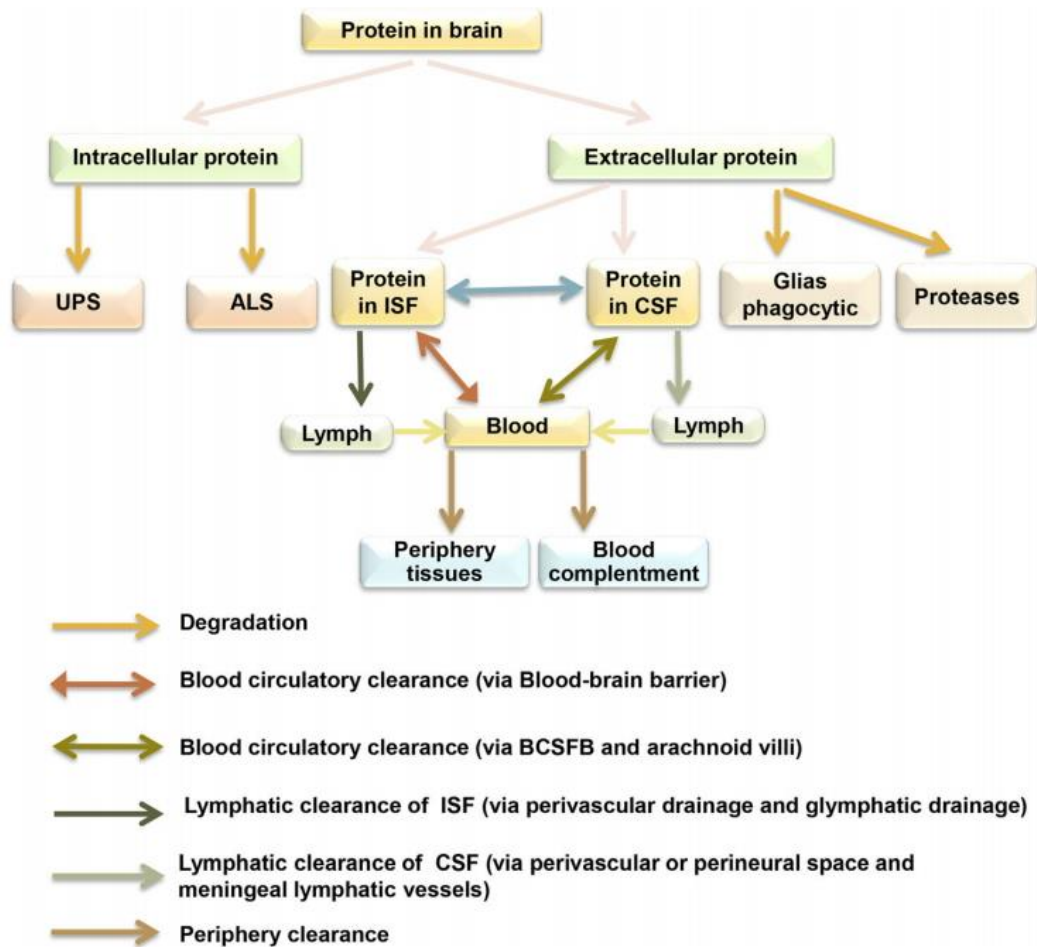 Protein in brain
Intracellular protein
Extracellular protein
UPS
ALS
Protein
in ISF
Protein
in CSF
Glias
phagocytic
Proteases
Lymph
Blood
Lymph
Periphery
tissues
Blood
complentment
Degradation
Blood circulatory clearance (via Blood-brain barrier)
Blood circulatory clearance (via BCSFB and arachnoid villi)
Lymphatic clearance of ISF (via perivascular drainage and glymphatic drainage)
Lymphatic clearance of CSF (via perivascular or perineural space and
meningeal lymphatic vessels)
Periphery clearance